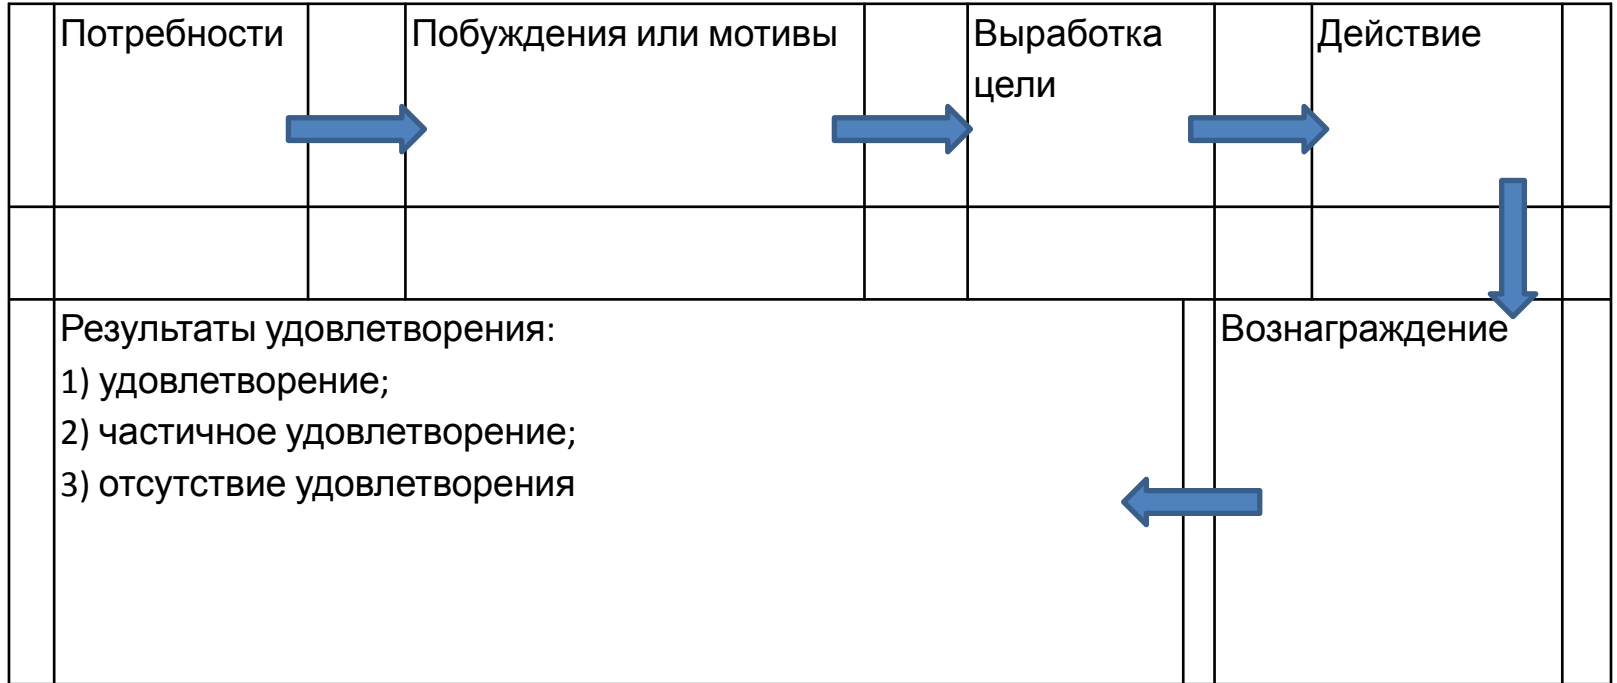 Потребности
Побуждения или мотивы
Выработка
цели
Действие
Результаты удовлетворения:
1) удовлетворение;
2) частичное удовлетворение;
3) отсутствие удовлетворения
Вознаграждение